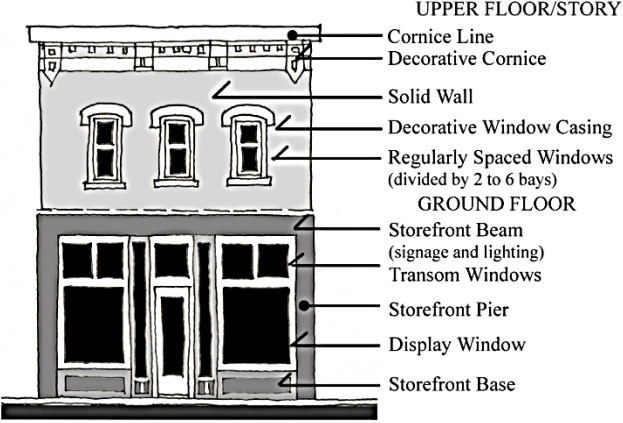 UPPER FLOOR/STORY
Cornice Line
Decorative Cornice
Solid Wall
Decorative Window Casing
Regularly Spaced Windows
(divided by 2 to 6 bays)
GROUND FLOOR
Storefront Beam
(signage and lighting)
Transom Windows
Storefront Pier
Display Window
Storefront Base